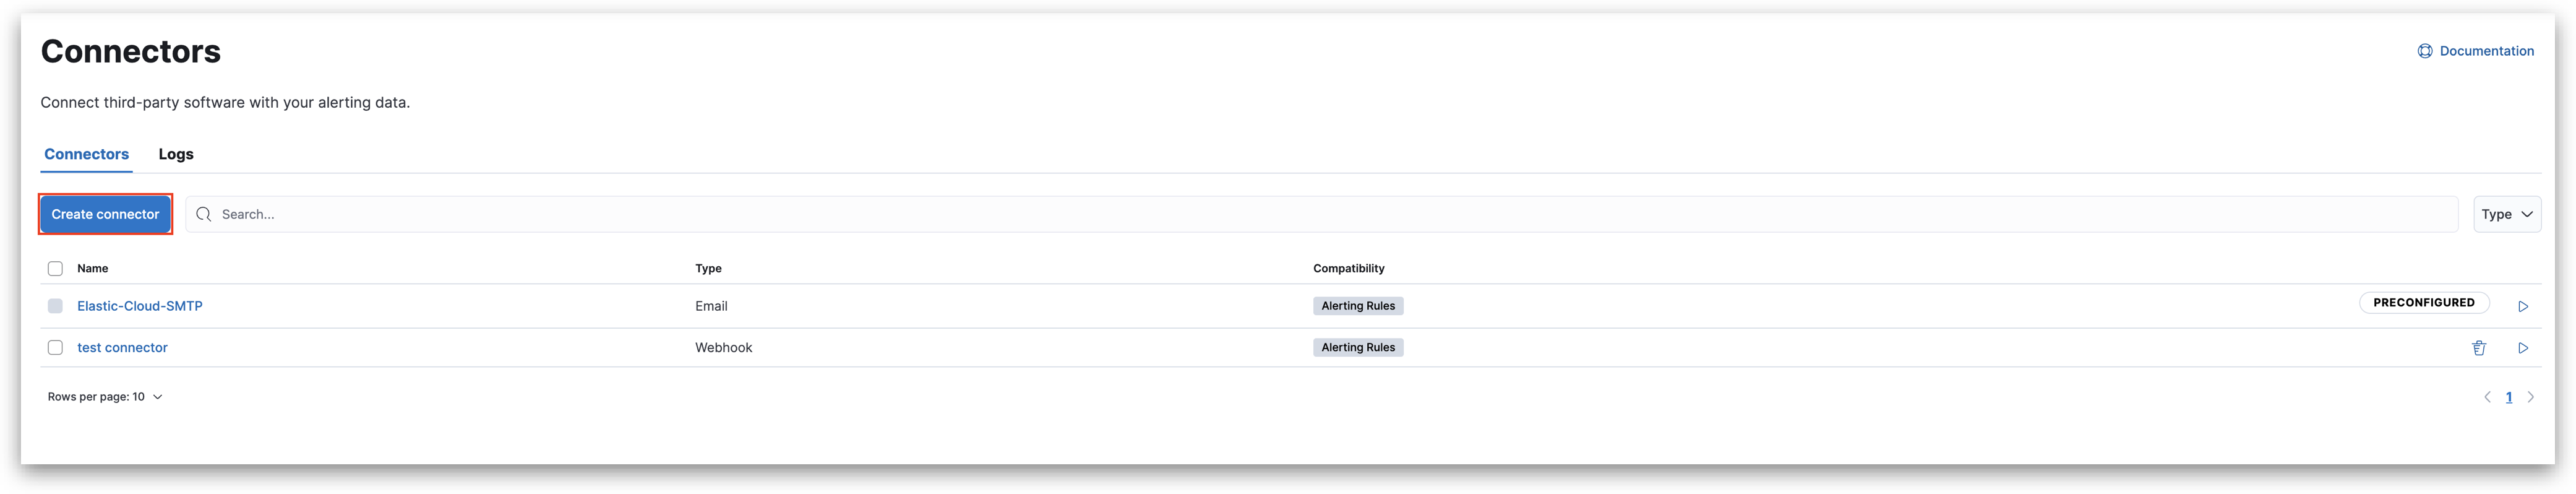 Connectors
Documentation
Connect third-party software with your alerting data.
Connectors Logs
Create connector Search... Type
Name Type Compatibility
Elastic-Cloud-SMTP Email Alerting Rules PRECONFIGURED
test connector Webhook Alerting Rules
Rows per page: 10 1